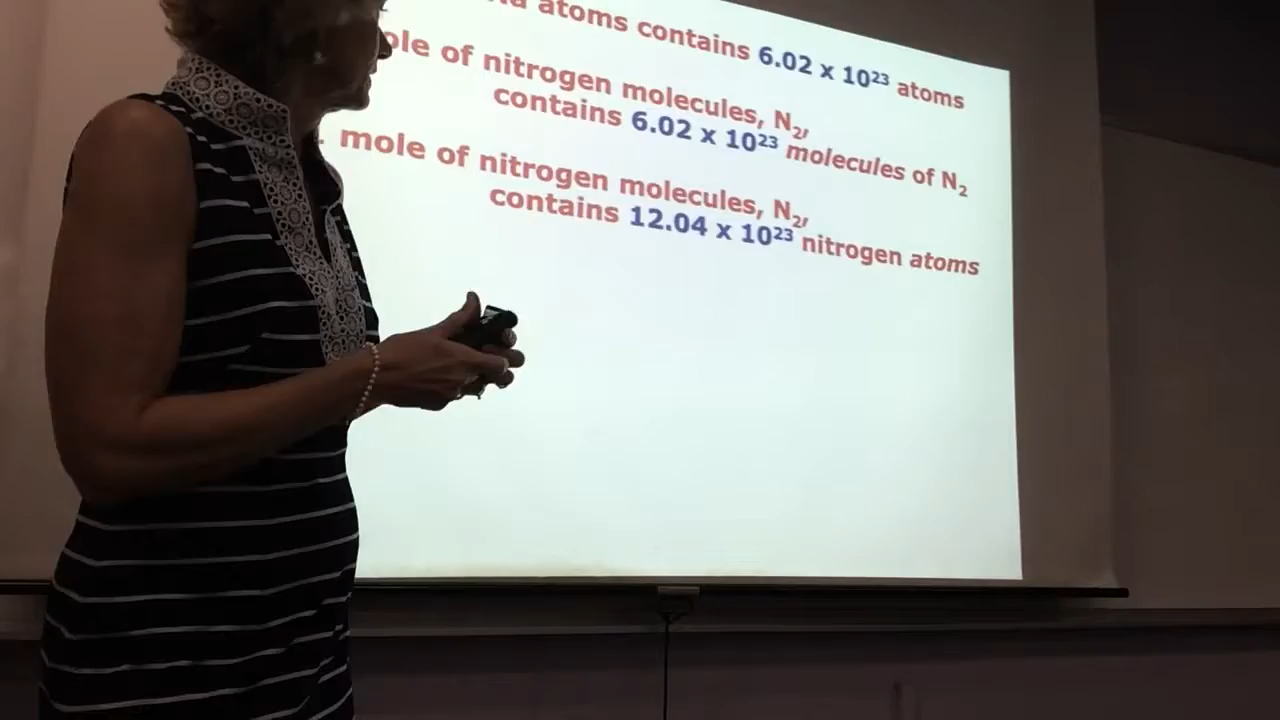 atoms contains 6.02 x 10²³ atoms
ole of nitrogen molecules, N₂,
contains 6.02 x 10²³ molecules of N₂
mole of nitrogen molecules, N₂,
contains 12.04 x 10²³ nitrogen atoms